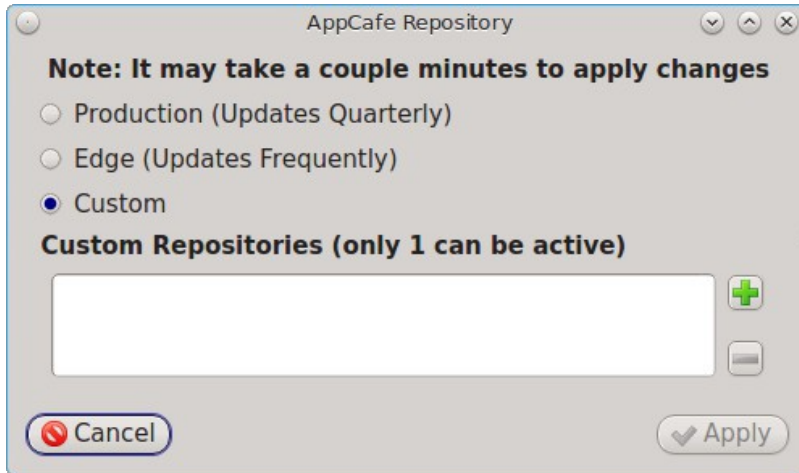 AppCafe Repository
Note: It may take a couple minutes to apply changes
Production (Updates Quarterly)
Edge (Updates Frequently)
Custom
Custom Repositories (only 1 can be active)
Cancel
Apply